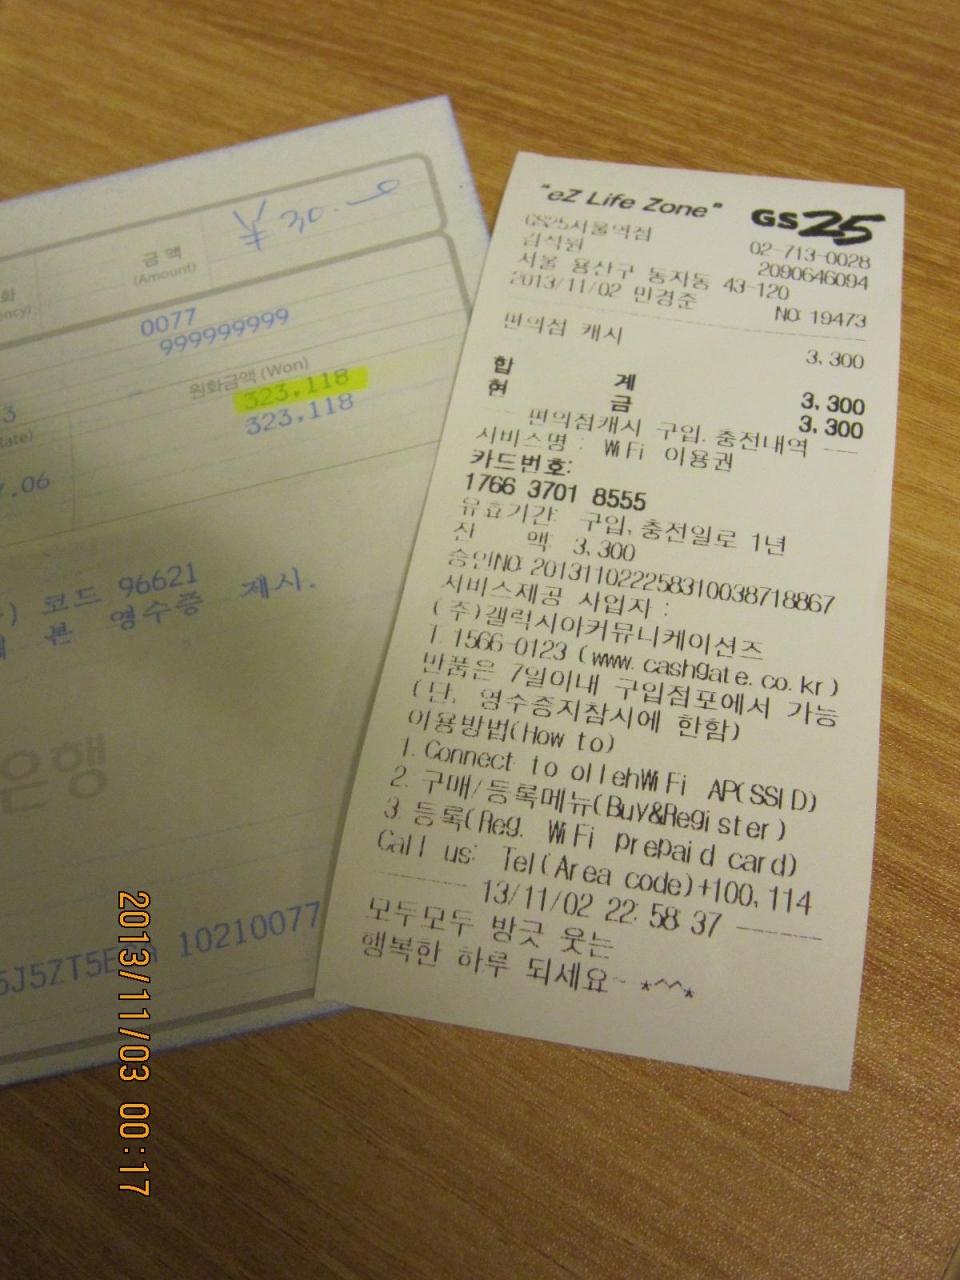 금액
(Amount)
0077
999999999
원화금액 (Won)
323,118
323,118
7.06
코드 96621
본 영수증 제시.
은행
10210077
"eZ Life Zone" GS25
GS25서울역점 02-713-0028
김석원 2090646094
서울 용산구 동자동 43-120
2013/11/02 민경준 NO: 19473
편의점 캐시 3,300
합 계 3,300
현 금 3,300
편의점캐시 구입.충전내역 ---
서비스명 : WiFi 이용권
카드번호:
1766 3701 8555
유효기간: 구입,충전일로 1년
잔 액: 3,300
승인NO: 20131102225831003871886​7
서비스제공 사업자 :
(주)갤럭시아커뮤니케이션즈
T.1566-0123 (www.cashgate.co.kr)
반품은 7일이내 구입점포에서 가능
(단, 영수증지참시에 한함)
이용방법(How to)
1. Connect to ollehWiFi AP(SSID)
2. 구매/등록메뉴(Buy&Register)
3. 등록(Reg. WiFi prepaid card)
Call us: Tel(Area code)+100,114
13/11/02 22:58:37
모두모두 방긋 웃는
행복한 하루 되세요~ *^^*
2013/11/03 00:17